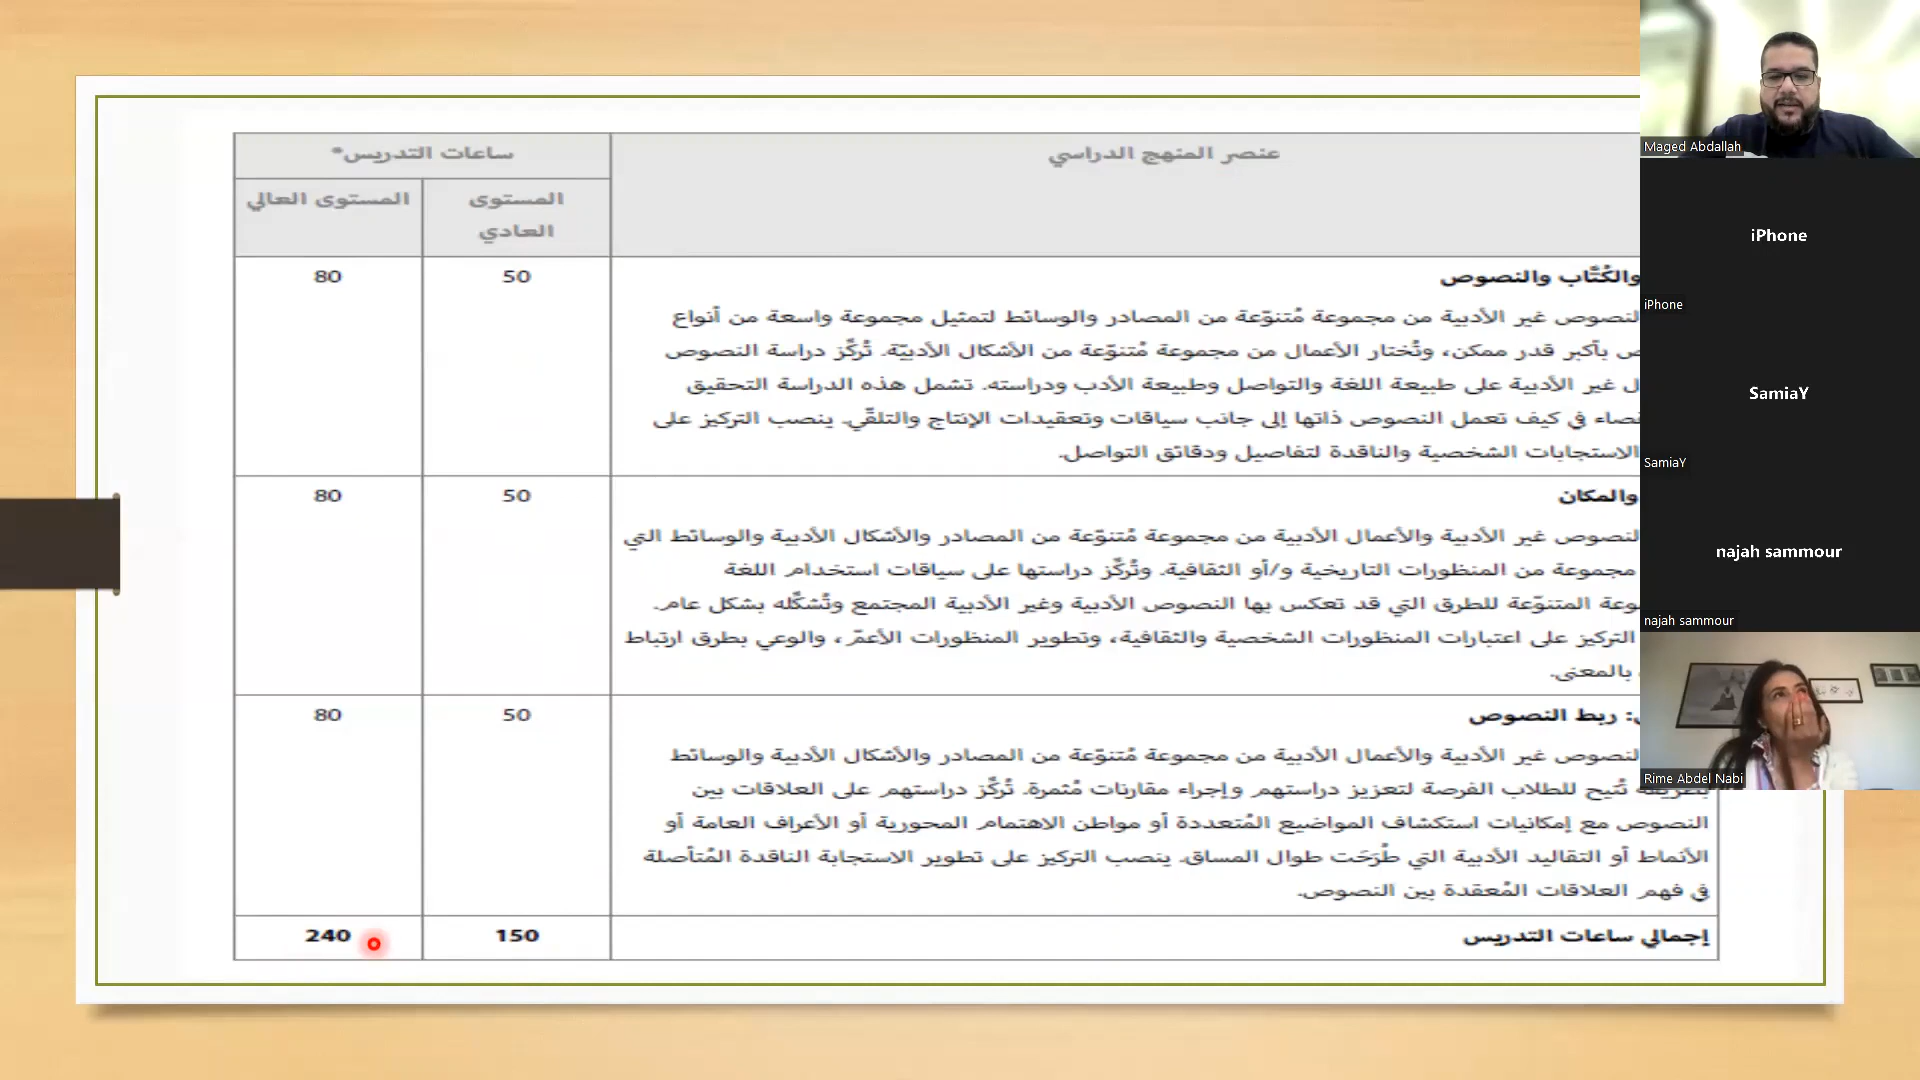 عنصر المنهج الدراسي
ساعات التدريس*
المستوى العادي
المستوى العالي
والكُتَّاب والنصوص
50
80
لنصوص غير الأدبية من مجموعة مُتنوّعة من المصادر والوسائط لتمثيل مجموعة واسعة من أنواع
بأكبر قدر ممكن، وتُختار الأعمال من مجموعة مُتنوّعة من الأشكال الأدبيّة. تُركِّز دراسة النصوص
غير الأدبية على طبيعة اللغة والتواصل وطبيعة الأدب ودراسته. تشمل هذه الدراسة التحقيق
في كيف تعمل النصوص ذاتها إلى جانب سياقات وتعقيدات الإنتاج والتلقّي. ينصب التركيز على
الاستجابات الشخصية والناقدة لتفاصيل ودقائق التواصل.
والمكان
50
80
لنصوص غير الأدبية والأعمال الأدبية من مجموعة مُتنوّعة من المصادر والأشكال الأدبية والوسائط التي
مجموعة من المنظورات التاريخية و/أو الثقافية. وتُركِّز دراستها على سياقات استخدام اللغة
المتنوّعة للطرق التي قد تعكس بها النصوص الأدبية وغير الأدبية المجتمع وتُشكِّله بشكل عام.
التركيز على اعتبارات المنظورات الشخصية والثقافية، وتطوير المنظورات الأعمّ، والوعي بطرق ارتباط
بالمعنى.
ربط النصوص
50
80
لنصوص غير الأدبية والأعمال الأدبية من مجموعة مُتنوّعة من المصادر والأشكال الأدبية والوسائط
بطريقة تُتيح للطلاب الفرصة لتعزيز دراستهم وإجراء مقارنات مُثمرة. تُركِّز دراستهم على العلاقات بين
النصوص مع إمكانيات استكشاف المواضيع المُتعددة أو مواطن الاهتمام المحورية أو الأعراف العامة أو
الأنماط أو التقاليد الأدبية التي طُرَحَت طوال المساق. ينصب التركيز على تطوير الاستجابة الناقدة المُتأصلة
في فهم العلاقات المُعقدة بين النصوص.
إجمالي ساعات التدريس
150
240
Maged Abdallah
iPhone
iPhone
SamiaY
SamiaY
najah sammour
najah sammour
Rime Abdel Nabi